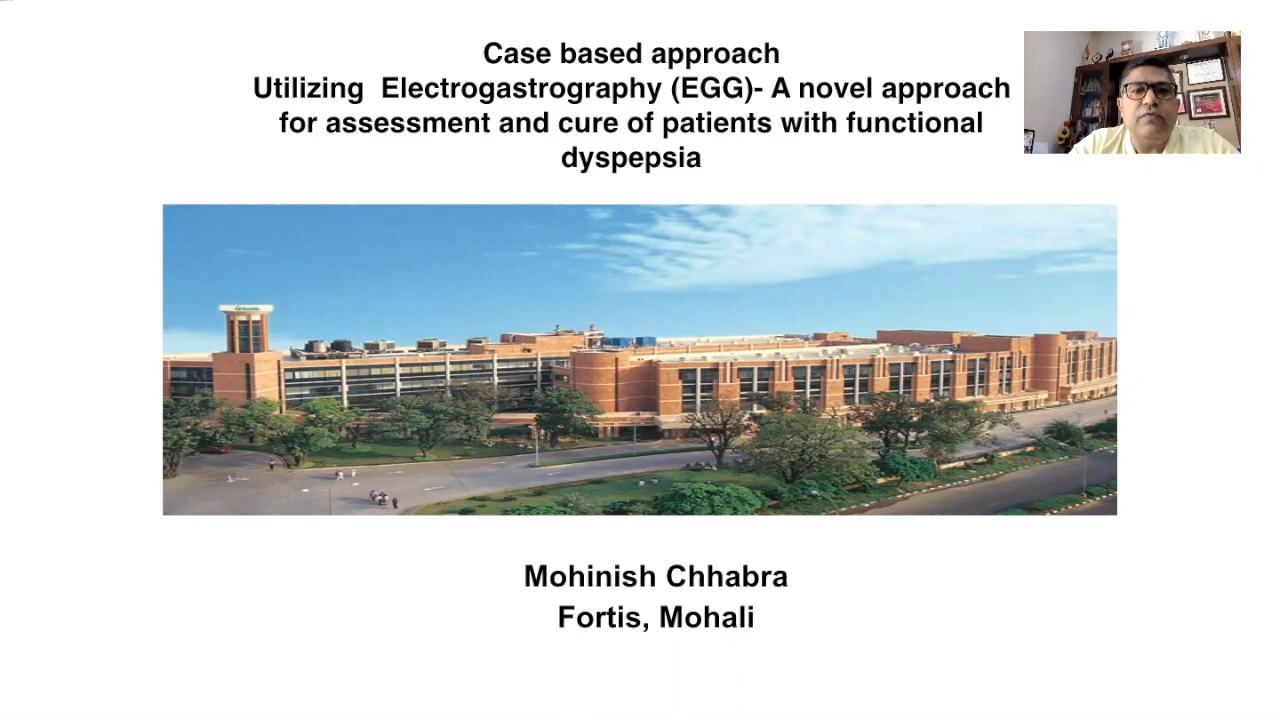 Case based approach
Utilizing  Electrogastrography (EGG)- A novel approach
for assessment and cure of patients with functional
dyspepsia
Mohinish Chhabra
Fortis, Mohali